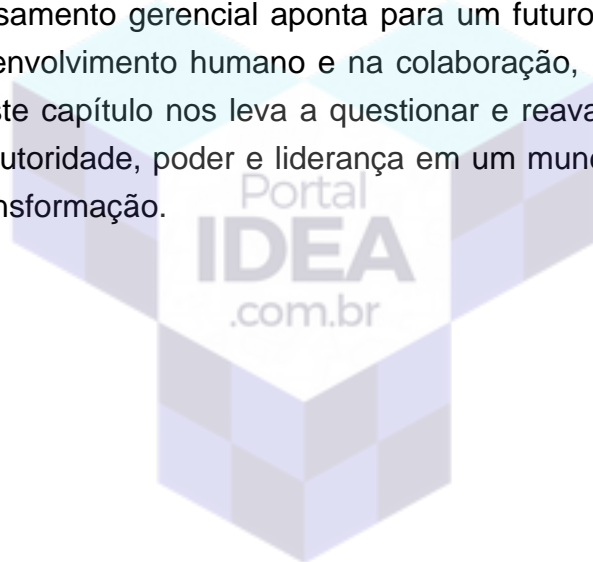 samento gerencial aponta para um futuro
envolvimento humano e na colaboração,
ste capítulo nos leva a questionar e reava
utoridade, poder e liderança em um mun
nsformação.
Portal
IDEA
.com.br